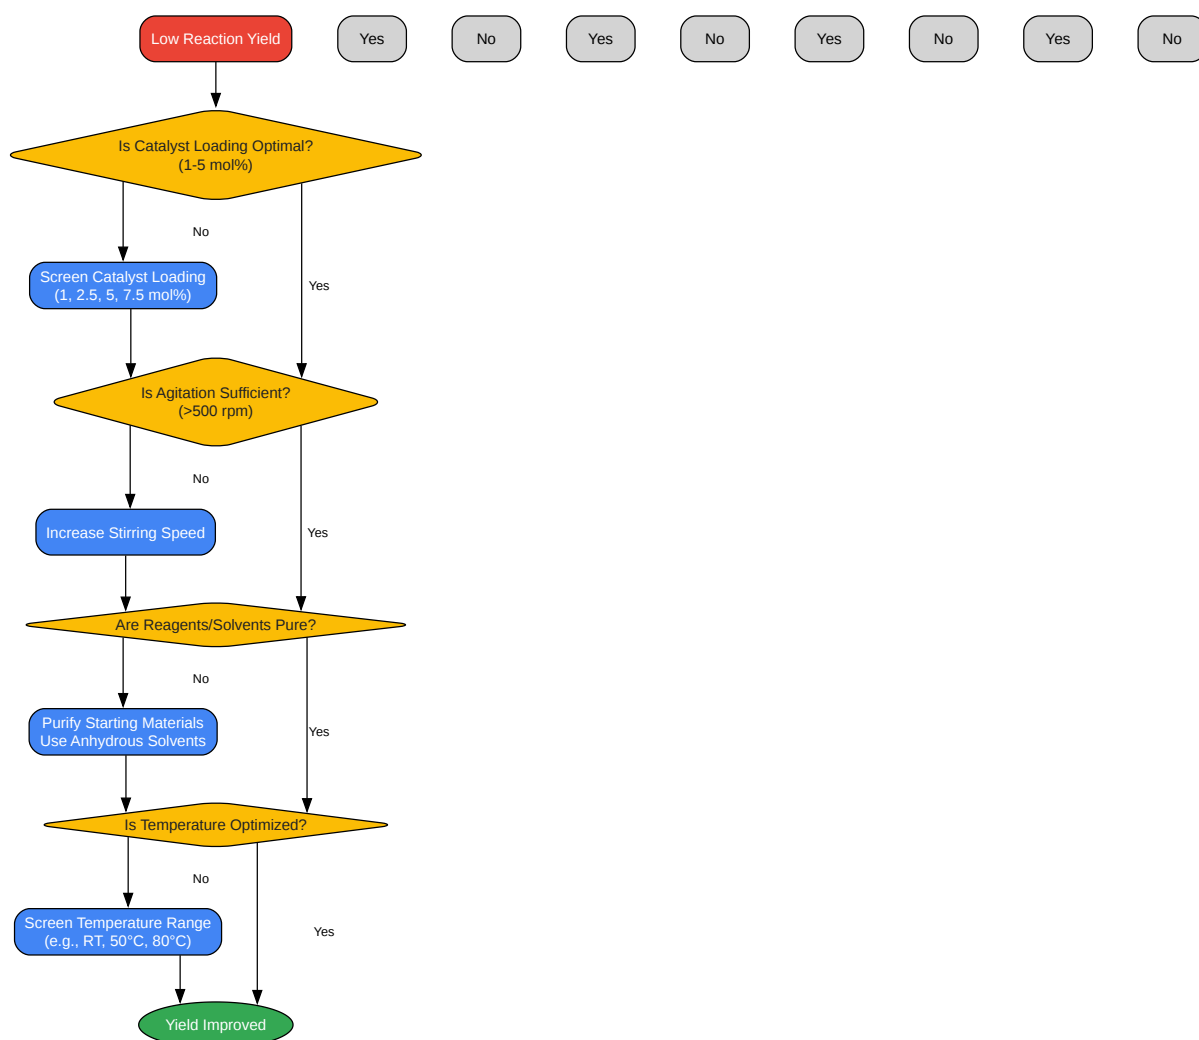 Low Reaction Yield
Yes
No
Yes
No
Yes
No
Yes
No
Is Catalyst Loading Optimal?
(1-5 mol%)
No
Screen Catalyst Loading
(1, 2.5, 5, 7.5 mol%)
Yes
Is Agitation Sufficient?
(>500 rpm)
No
Increase Stirring Speed
Yes
Are Reagents/Solvents Pure?
No
Purify Starting Materials
Use Anhydrous Solvents
Yes
Is Temperature Optimized?
No
Screen Temperature Range
(e.g., RT, 50°C, 80°C)
Yes
Yield Improved